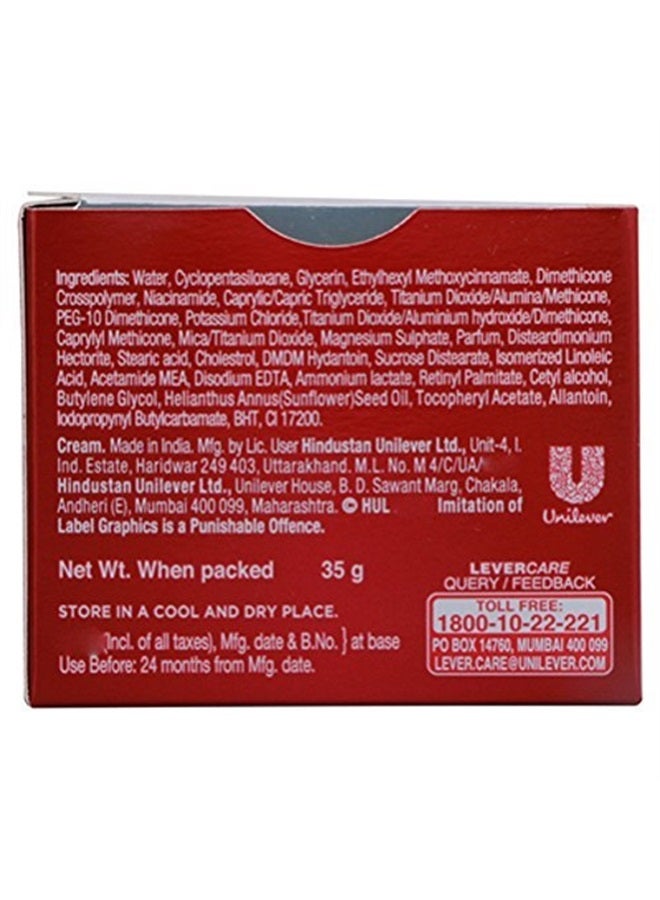 Ingredients: Water, Cyclopentasiloxane, Glycerin, Ethylhexyl Methoxycinnamate, Dimethicone
Crosspolymer, Niacinamide, Caprytic/Capric Triglyceride, Titanium Dioxide/Alumina/Methicone,
PEG-10 Dimethicone, Potassium Chloride,Titanium Dioxide/Aluminium hydroxide/Dimethicone,
Caprylyl Methicone, Mica/Titanium Dioxide, Magnesium Sulphate, Parfum, Disteardimonium
Hectorite, Stearic acid, Cholestrol, DMDM Hydantoin, Sucrose Distearate, Isomerized Linoleic
Acid, Acetamide MEA, Disodium EDTA, Ammonium lactate, Retinyl Palmitate, Cetyl alcohol,
Butylene Glycol, Helianthus Annus(Sunflower)Seed Oil, Tocopheryl Acetate, Allantoin,
Iodopropynyl Butylcarbamate, BHT, CI 17200.
Cream. Made in India. Mfg. by Lic. User Hindustan Unilever Ltd., Unit-4, I.
Ind. Estate, Haridwar 249 403, Uttarakhand. M.L. No. M 4/C/UA/
Hindustan Unilever Ltd., Unilever House, B. D. Sawant Marg, Chakala,
Andheri (E), Mumbai 400 099, Maharashtra. © HUL Imitation of
Label Graphics is a Punishable Offence.
Unilever
Net Wt. When packed 35 g
STORE IN A COOL AND DRY PLACE.
(Incl. of all taxes), Mfg. date & B.No. } at base
Use Before: 24 months from Mfg. date.
LEVERCARE
QUERY / FEEDBACK
TOLL FREE:
1800-10-22-221
PO BOX 14760, MUMBAI 400 099
LEVER.CARE@UNILEVER.COM